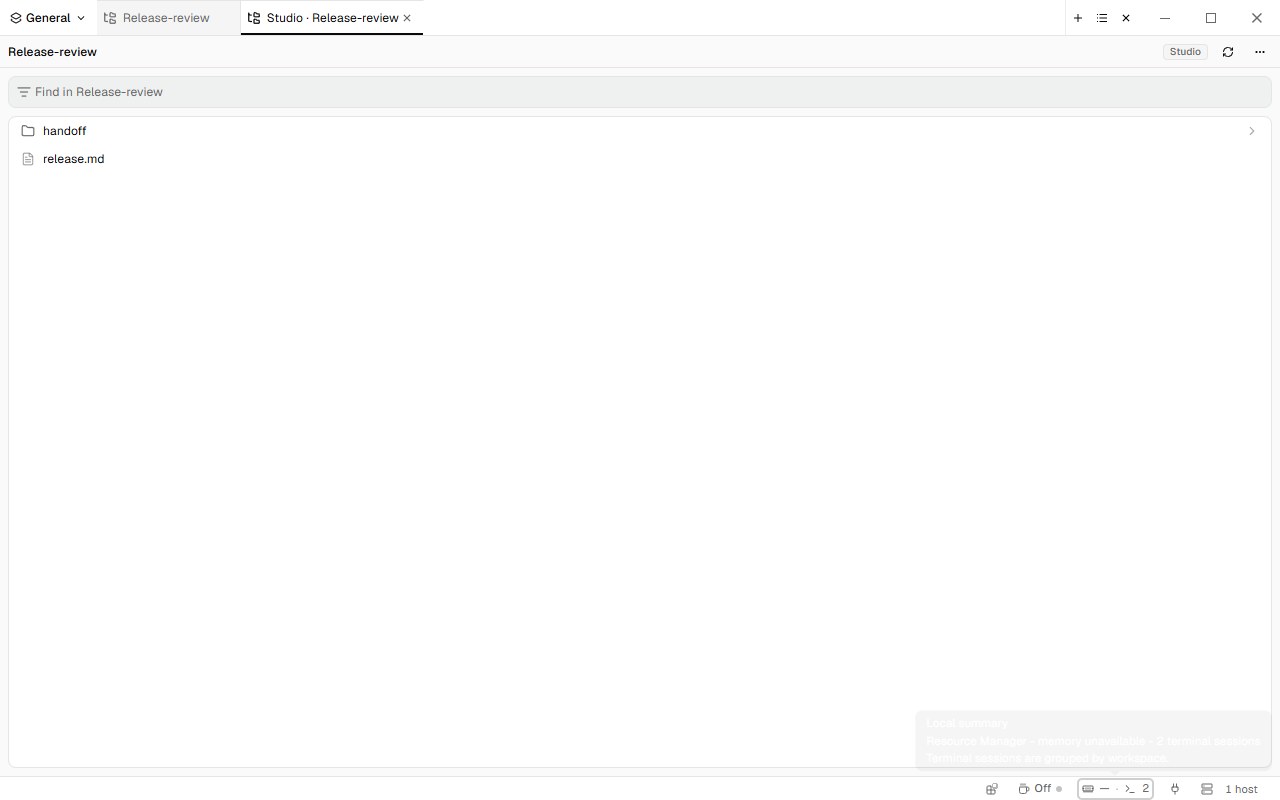 General
Release-review
Studio · Release-review
Release-review
Studio
Find in Release-review
handoff
release.md
Local summary
Resource Manager - memory unavailable - 2 terminal sessions
Terminal sessions are grouped by workspace.
Off
— · 2
1 host